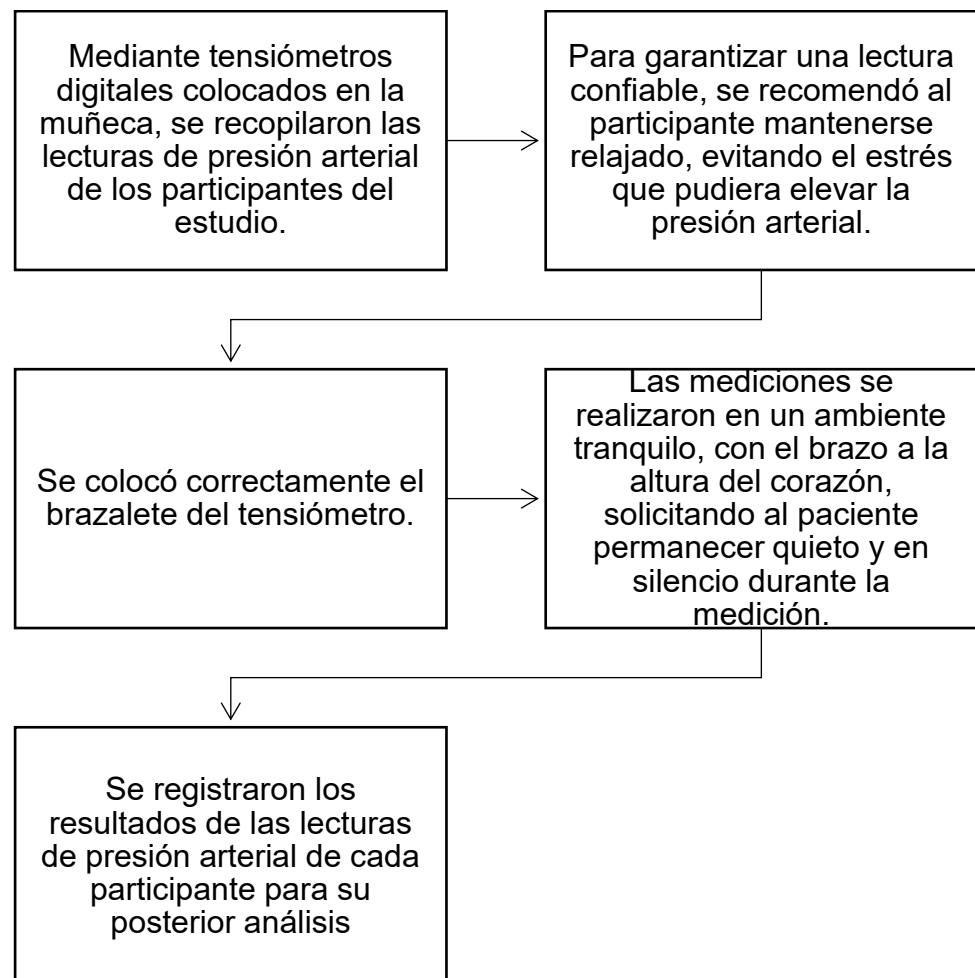 Mediante tensiómetros
digitales colocados en la
muñeca, se recopilaron las
lecturas de presión arterial
de los participantes del
estudio.
Para garantizar una lectura
confiable, se recomendó al
participante mantenerse
relajado, evitando el estrés
que pudiera elevar la
presión arterial.
Se colocó correctamente el
brazalete del tensiómetro.
Las mediciones se
realizaron en un ambiente
tranquilo, con el brazo a la
altura del corazón,
solicitando al paciente
permanecer quieto y en
silencio durante la
medición.
Se registraron los
resultados de las lecturas
de presión arterial de cada
participante para su
posterior análisis